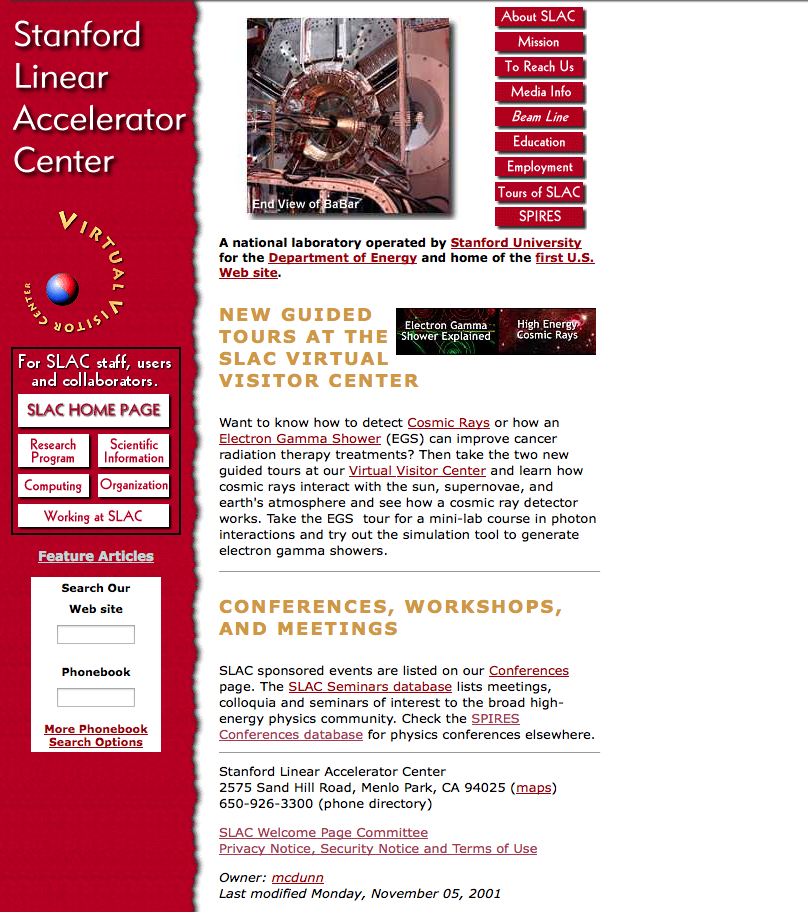 Stanford
Linear
Accelerator
Center
VIRTUAL VISITOR CENTER
For SLAC staff, users
and collaborators.
SLAC HOME PAGE
Research
Program
Scientific
Information
Computing
Organization
Working at SLAC
Feature Articles
Search Our
Web site
Phonebook
More Phonebook
Search Options
End View of BaBar
About SLAC
Mission
To Reach Us
Media Info
Beam Line
Education
Employment
Tours of SLAC
SPIRES
A national laboratory operated by Stanford University
for the Department of Energy and home of the first U.S.
Web site.
NEW GUIDED
TOURS AT THE
SLAC VIRTUAL
VISITOR CENTER
Electron Gamma
Shower Explained
High Energy
Cosmic Rays
Want to know how to detect Cosmic Rays or how an
Electron Gamma Shower (EGS) can improve cancer
radiation therapy treatments? Then take the two new
guided tours at our Virtual Visitor Center and learn how
cosmic rays interact with the sun, supernovae, and
earth's atmosphere and see how a cosmic ray detector
works. Take the EGS tour for a mini-lab course in photon
interactions and try out the simulation tool to generate
electron gamma showers.
CONFERENCES, WORKSHOPS,
AND MEETINGS
SLAC sponsored events are listed on our Conferences
page. The SLAC Seminars database lists meetings,
colloquia and seminars of interest to the broad high-
energy physics community. Check the SPIRES
Conferences database for physics conferences elsewhere.
Stanford Linear Accelerator Center
2575 Sand Hill Road, Menlo Park, CA 94025 (maps)
650-926-3300 (phone directory)
SLAC Welcome Page Committee
Privacy Notice, Security Notice and Terms of Use
Owner: mcdunn
Last modified Monday, November 05, 2001